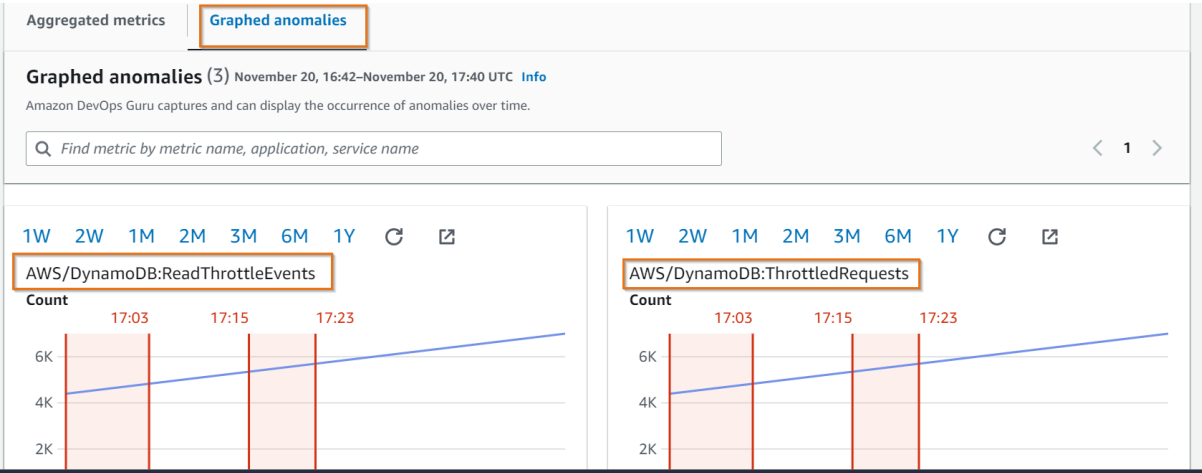 Aggregated metrics
Graphed anomalies
Graphed anomalies (3) November 20, 16:42–November 20, 17:40 UTC Info
Amazon DevOps Guru captures and can display the occurrence of anomalies over time.
Find metric by metric name, application, service name
1
1W 2W 1M 2M 3M 6M 1Y
AWS/DynamoDB:ReadThrottleEvents
Count
17:03 17:15 17:23
6K
4K
2K
1W 2W 1M 2M 3M 6M 1Y
AWS/DynamoDB:ThrottledRequests
Count
17:03 17:15 17:23
6K
4K
2K